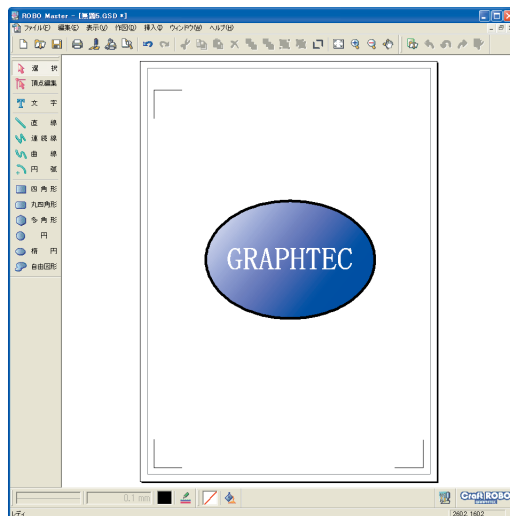 ROBO Master - [無題5.GSD *]
ファイル(F) 編集(E) 表示(V) 作図(D) 挿入(I) ウィンドウ(W) ヘルプ(H)
選択
頂点編集
文字
直線
連続線
曲線
円弧
四角形
丸四角形
多角形
円
楕円
自由図形
GRAPHTEC
0.1 mm
Craft ROBO
レディ
260.2, 160.2